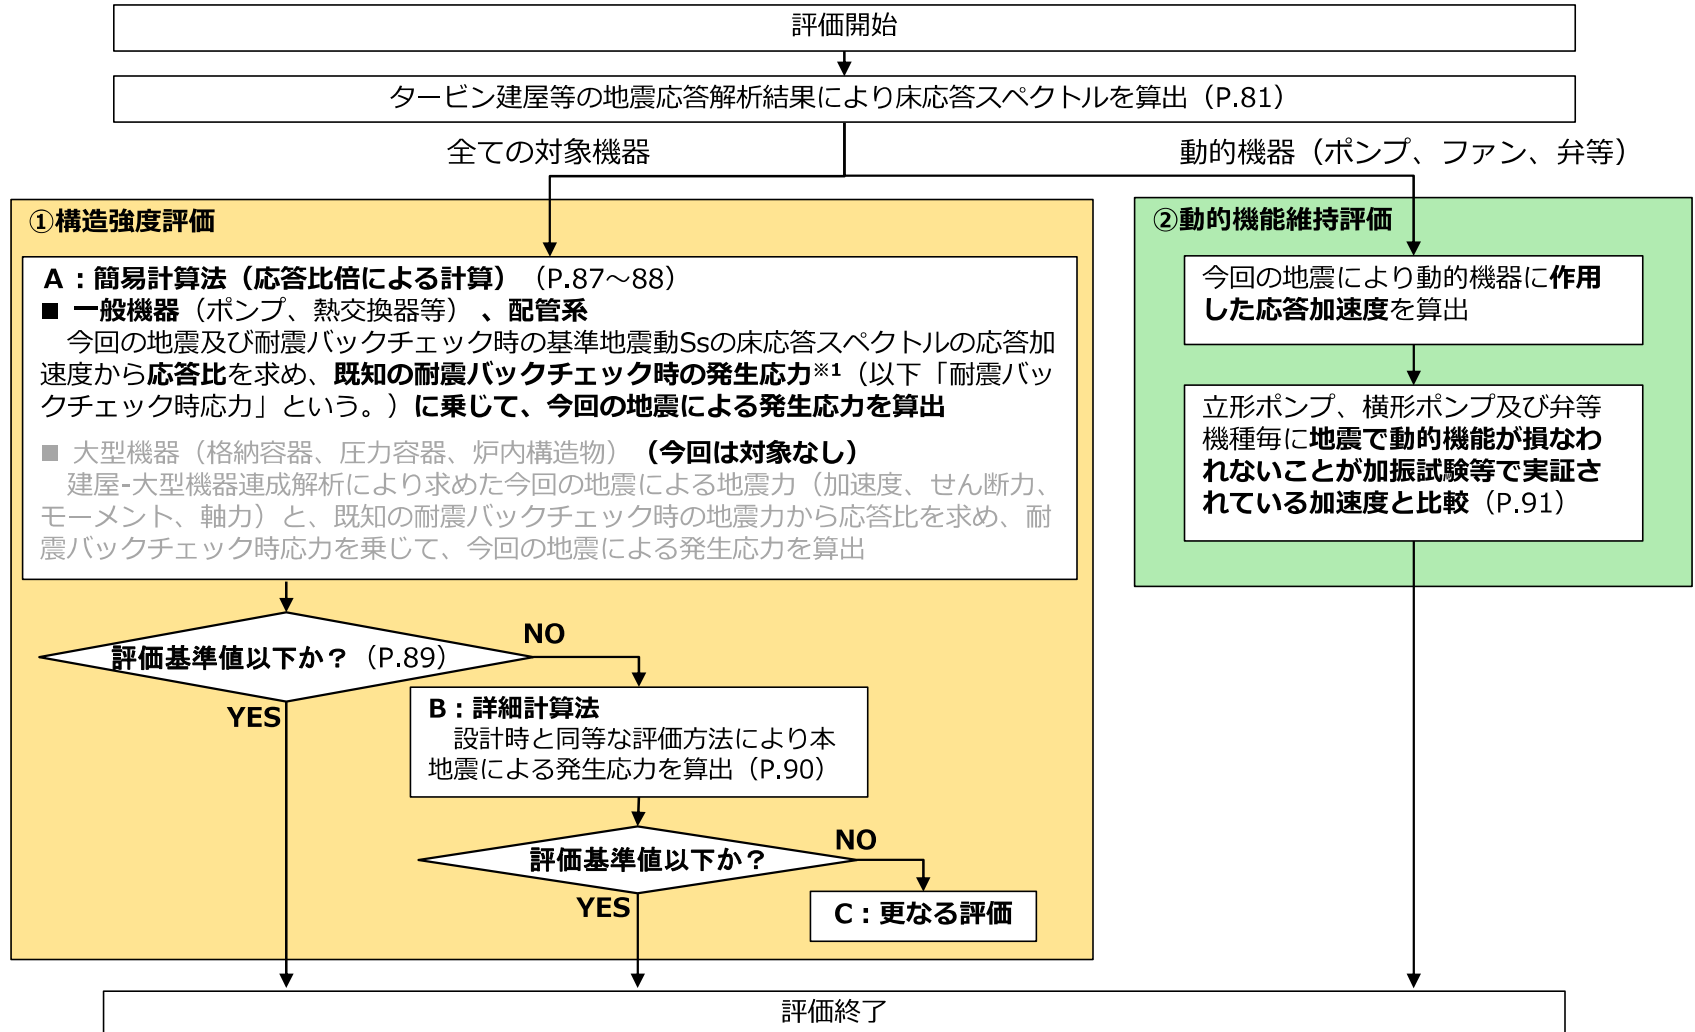 評価開始
タービン建屋等の地震応答解析結果により床応答スペクトルを算出（P.81）
全ての対象機器
動的機器（ポンプ、ファン、弁等）
①構造強度評価
A：簡易計算法（応答比倍による計算）（P.87～88）
■ 一般機器（ポンプ、熱交換器等）、配管系
今回の地震及び耐震バックチェック時の基準地震動Ssの床応答スペクトルの応答加
速度から応答比を求め、既知の耐震バックチェック時の発生応力※1（以下「耐震バッ
クチェック時応力」という。）に乗じて、今回の地震による発生応力を算出
■ 大型機器（格納容器、圧力容器、炉内構造物）（今回は対象なし）
建屋-大型機器連成解析により求めた今回の地震による地震力（加速度、せん断力、
モーメント、軸力）と、既知の耐震バックチェック時の地震力から応答比を求め、耐
震バックチェック時応力を乗じて、今回の地震による発生応力を算出
評価基準値以下か？（P.89）
NO
YES
B：詳細計算法
設計時と同等な評価方法により本
地震による発生応力を算出（P.90）
評価基準値以下か？
NO
YES
C：更なる評価
②動的機能維持評価
今回の地震により動的機器に作用
した応答加速度を算出
立形ポンプ、横形ポンプ及び弁等
機種毎に地震で動的機能が損なわ
れないことが加振試験等で実証さ
れている加速度と比較（P.91）
評価終了